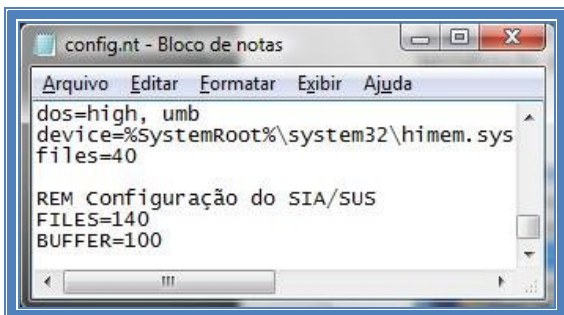 config.nt - Bloco de notas
Arquivo Editar Formatar Exibir Ajuda
dos=high, umb
device=%SystemRoot%\system32\himem.sys
files=40
REM Configuração do SIA/SUS
FILES=140
BUFFER=100